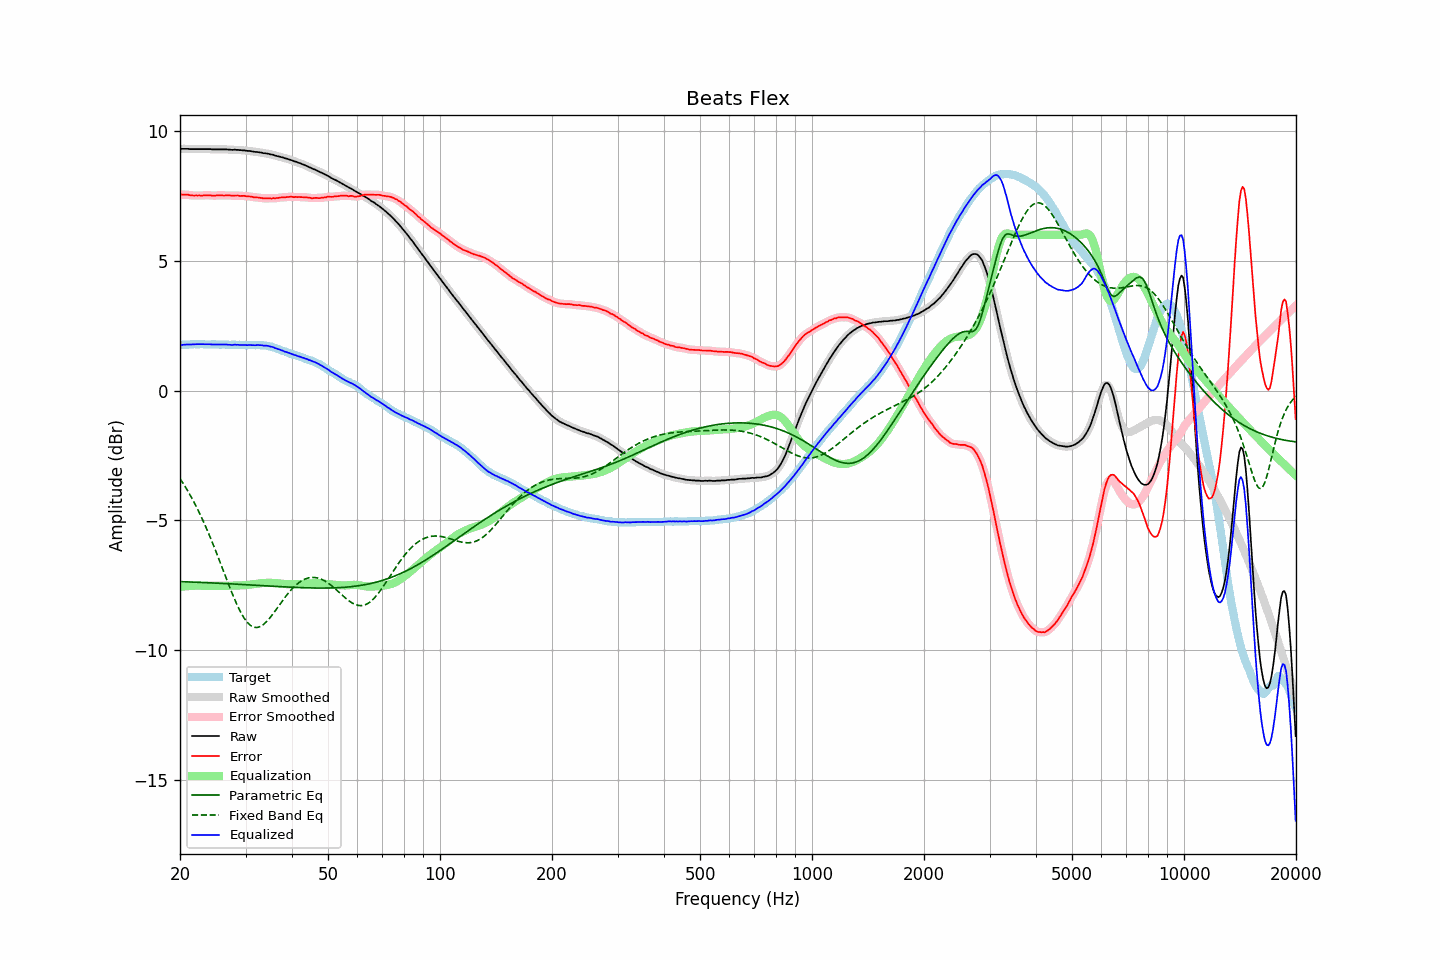 Beats Flex
10
5
0
−5
−10
−15
Amplitude (dBr)
Target
Raw Smoothed
Error Smoothed
Raw
Error
Equalization
Parametric Eq
Fixed Band Eq
Equalized
20 50 100 200 500 1000 2000 5000 10000 20000
Frequency (Hz)